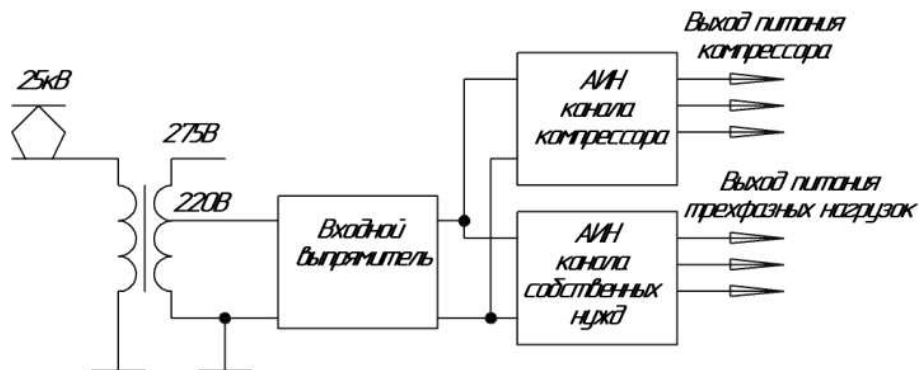 Выход питания
компрессора
25кВ
АИН
канала
компрессора
275В
220В
Выход питания
трехфазных нагрузок
Входной
выпрямитель
АИН
канала
собственных
нужд